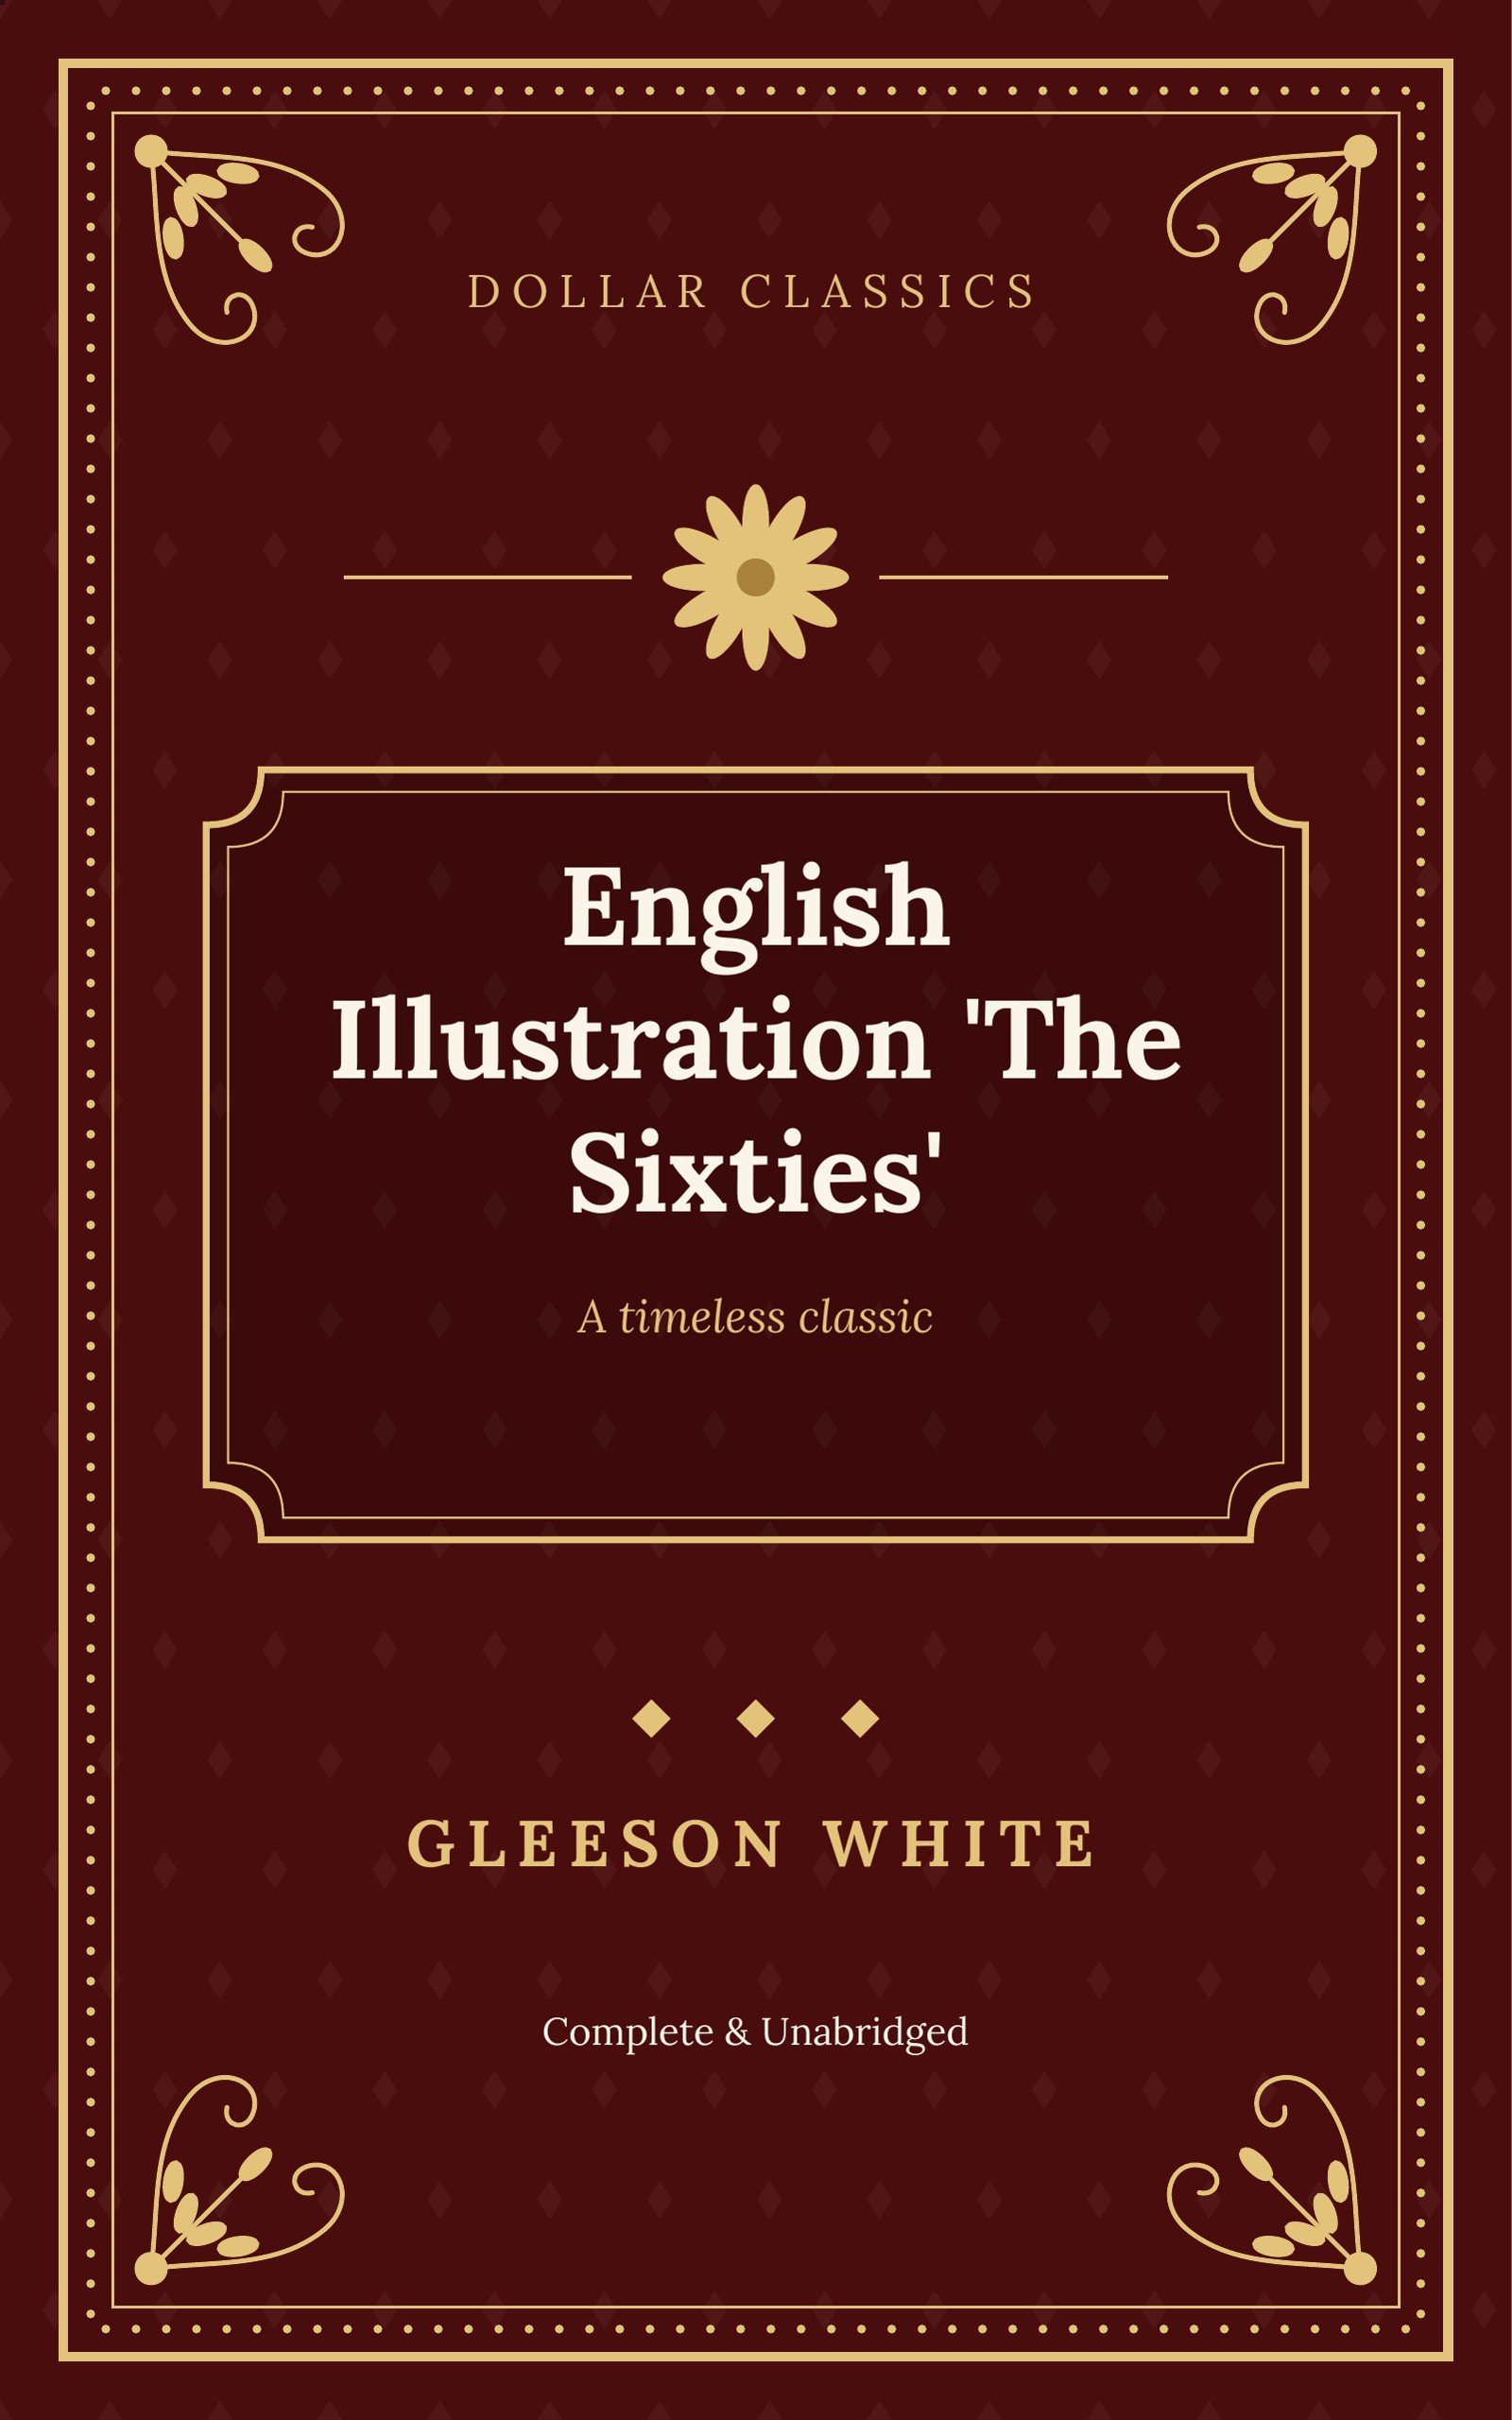 DOLLAR CLASSICS
English
Illustration 'The
Sixties'
A timeless classic
GLEESON WHITE
Complete & Unabridged